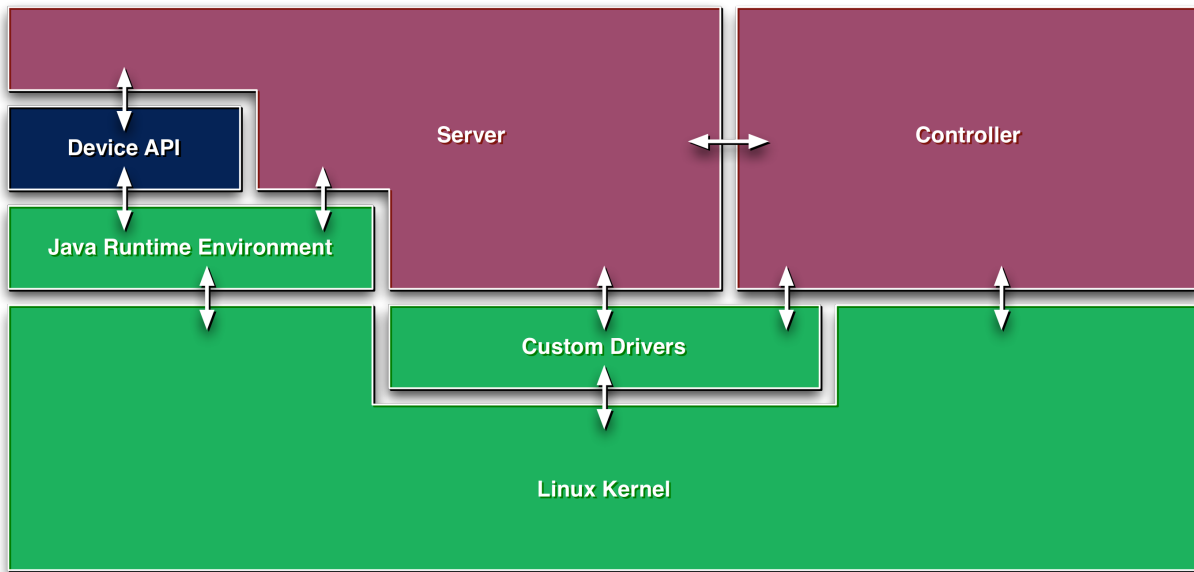 Server
Controller
Device API
Java Runtime Environment
Custom Drivers
Linux Kernel